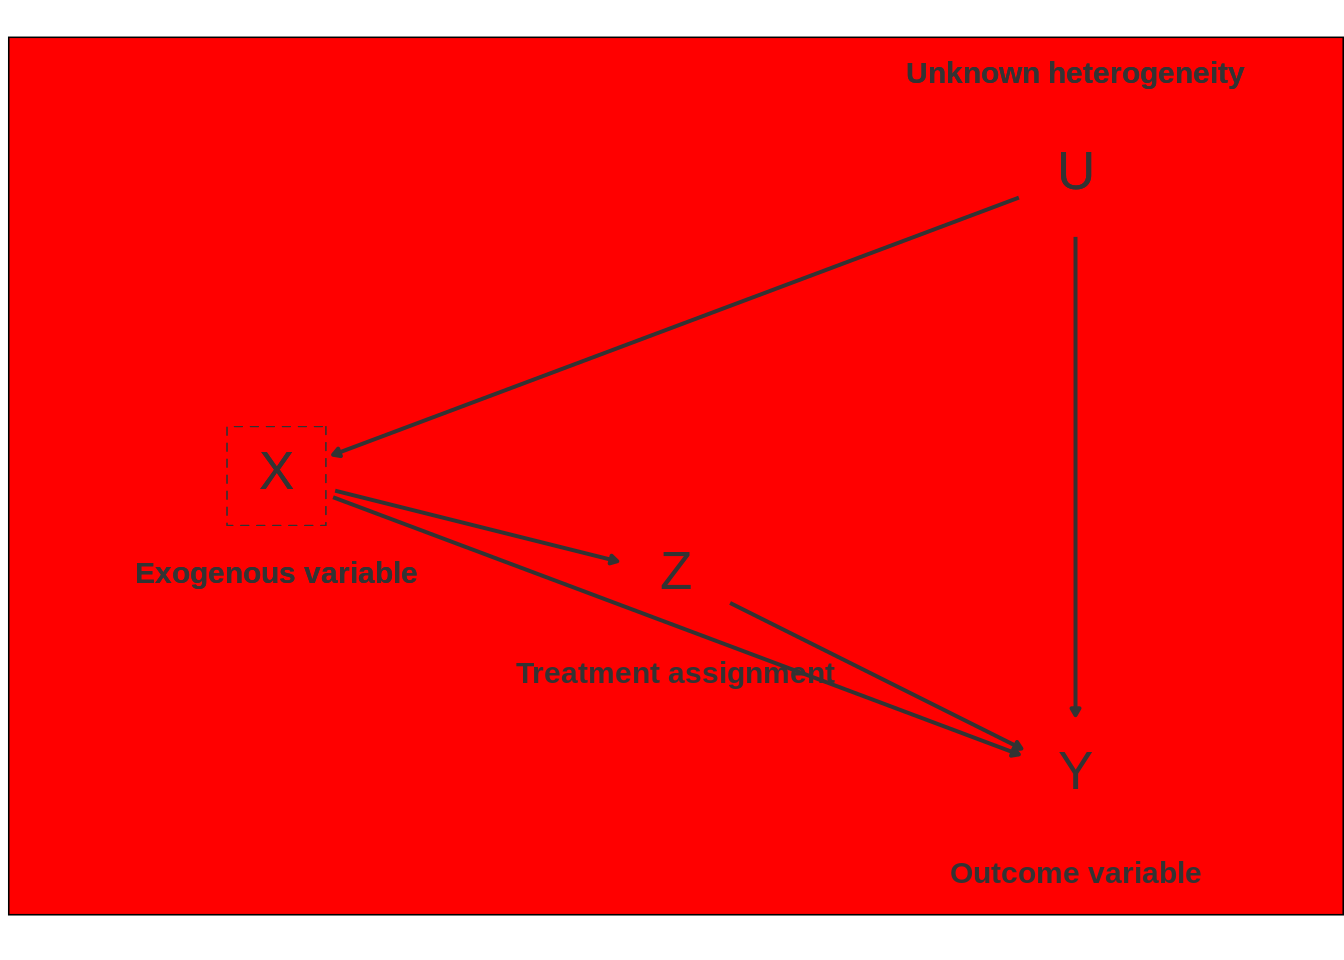 Unknown heterogeneity
U
X
Exogenous variable
Z
Treatment assignment
Y
Outcome variable